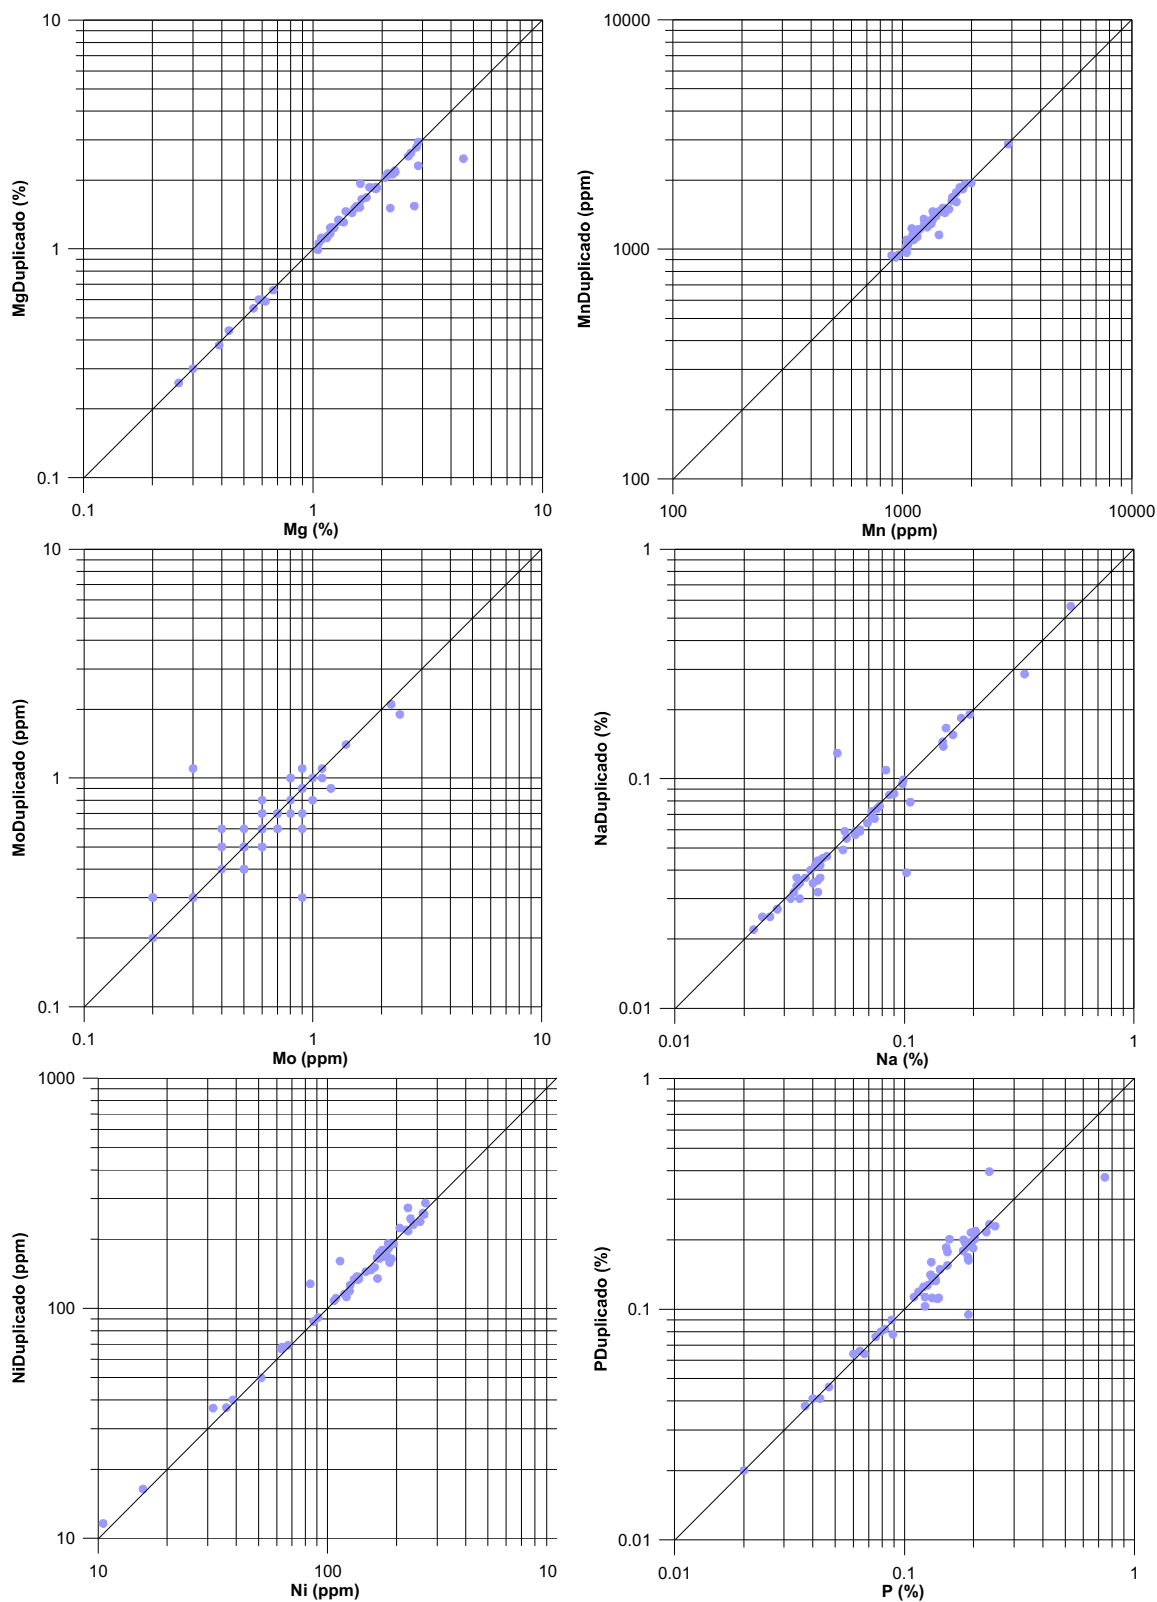 10
1
0.1
MgDuplicado (%)
0.1 1 10
Mg (%)
10000
1000
100
MnDuplicado (ppm)
100 1000 10000
Mn (ppm)
10
1
0.1
MoDuplicado (ppm)
0.1 1 10
Mo (ppm)
1
0.1
0.01
NaDuplicado (%)
0.01 0.1 1
Na (%)
1000
100
10
NiDuplicado (ppm)
10 100 10
Ni (ppm)
1
0.1
0.01
PDuplicado (%)
0.01 0.1 1
P (%)